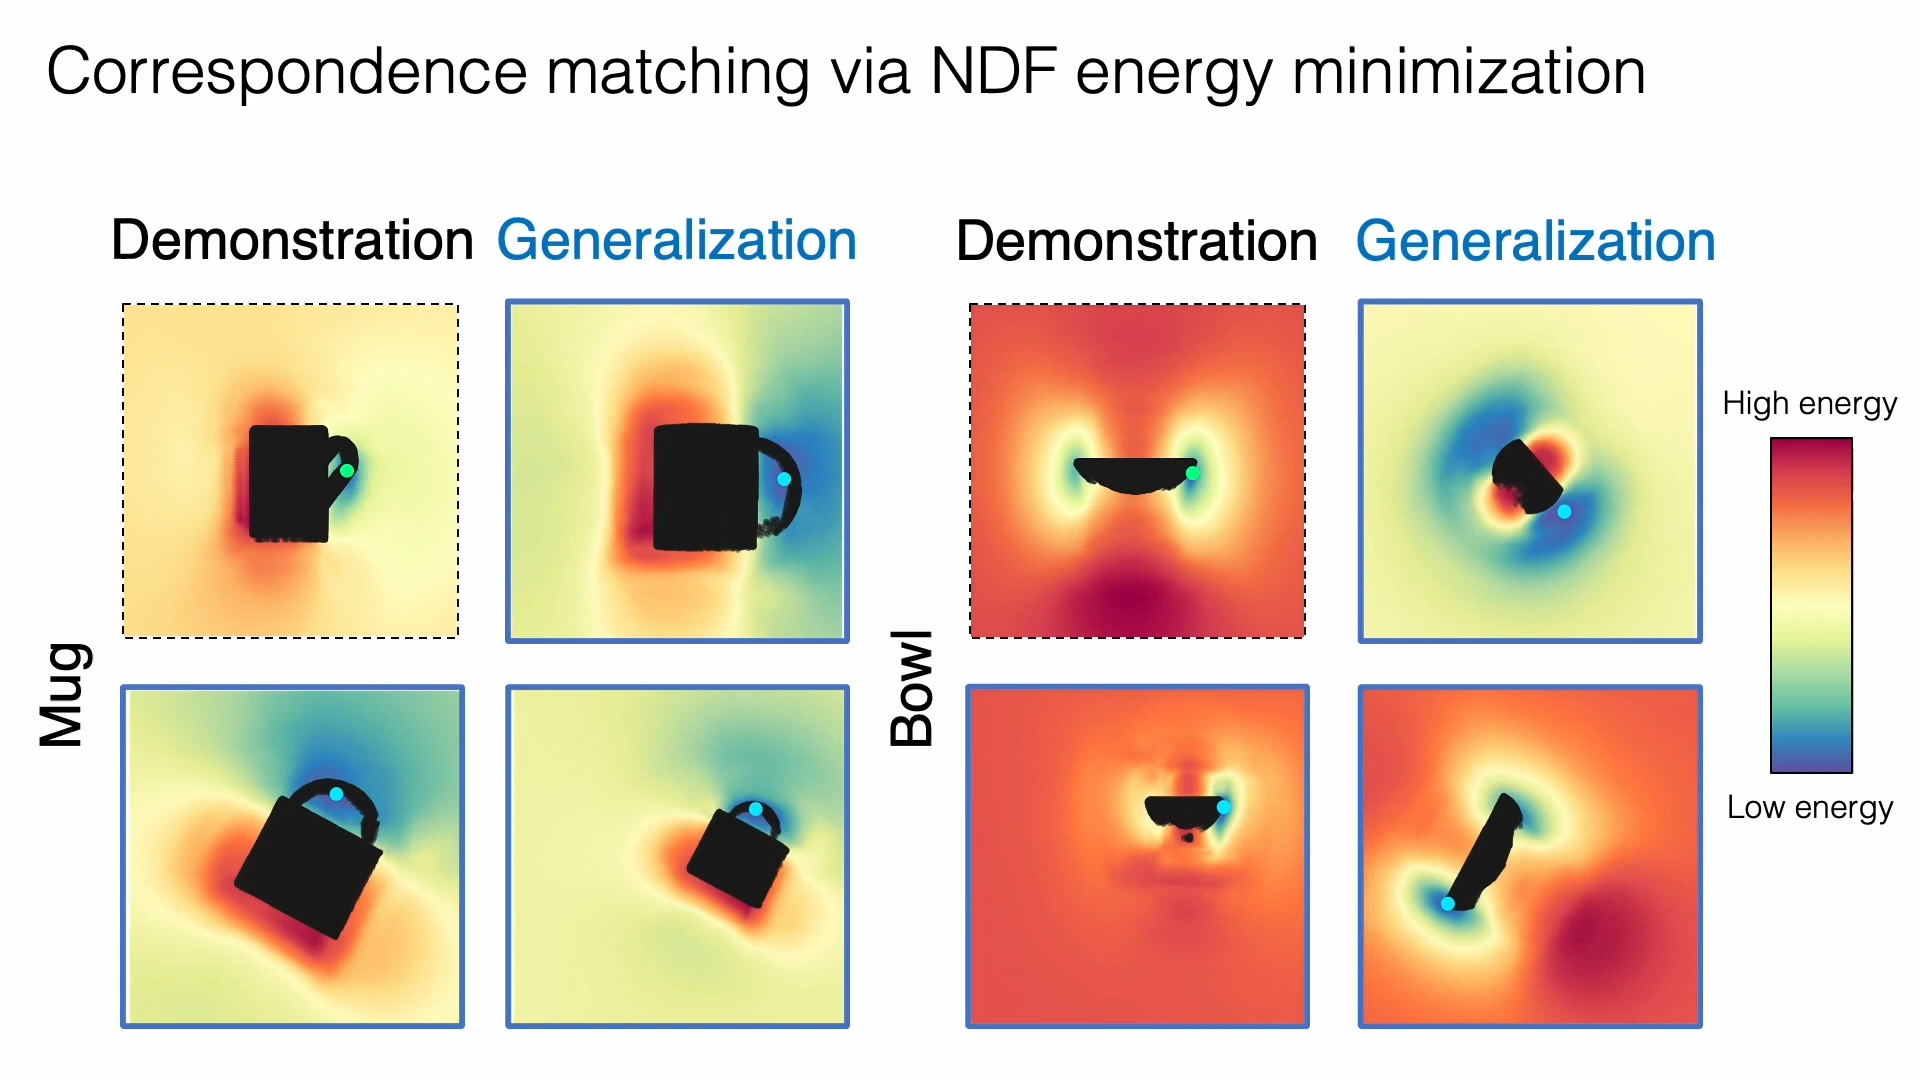 Correspondence matching via NDF energy minimization
Demonstration
Generalization
Demonstration
Generalization
Mug
Bowl
High energy
Low energy